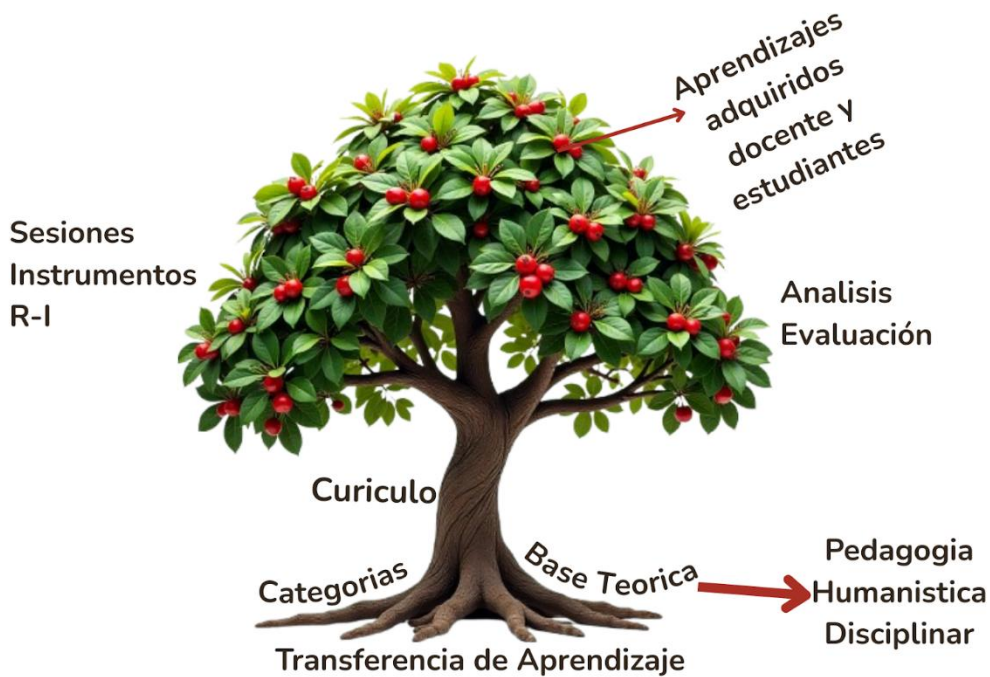 Aprendizajes
adquiridos
docente y
estudiantes
Sesiones
Instrumentos
R-I
Analisis
Evaluación
Curiculo
Categorias
Base Teorica
Pedagogia
Humanistica
Disciplinar
Transferencia de Aprendizaje